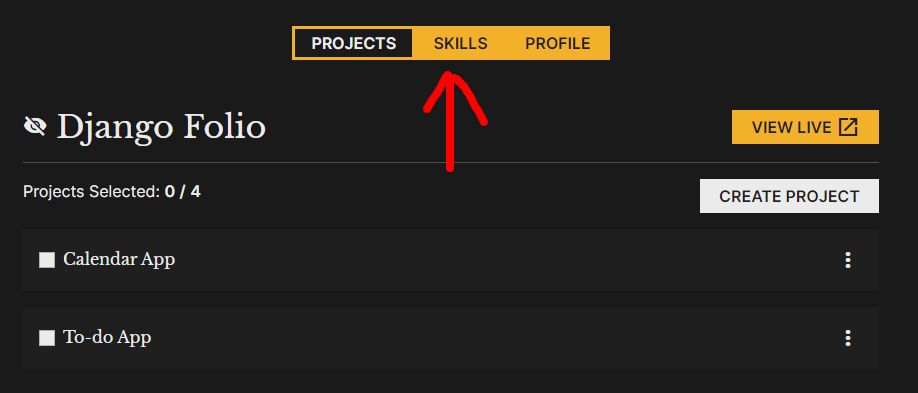 PROJECTS SKILLS PROFILE
Django Folio
VIEW LIVE
Projects Selected: 0 / 4
CREATE PROJECT
Calendar App
To-do App